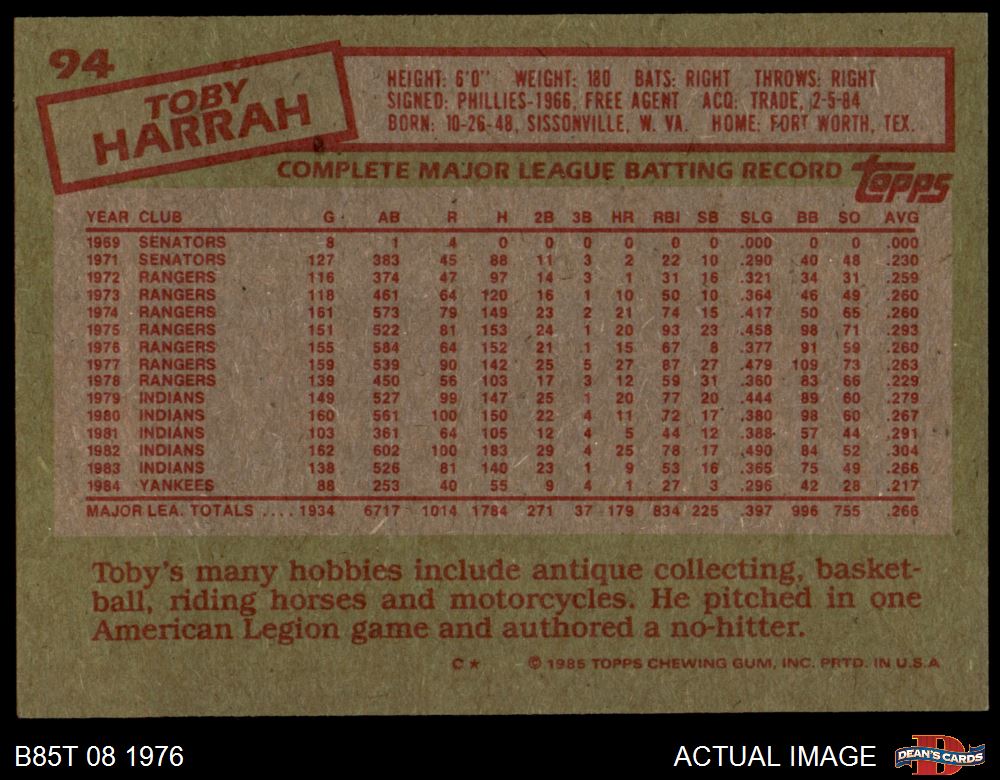 94
TOBY
HARRAH
HEIGHT: 6'0" WEIGHT: 180 BATS: RIGHT THROWS: RIGHT
SIGNED: PHILLIES-1966, FREE AGENT ACQ: TRADE, 2-5-84
BORN: 10-26-48, SISSONVILLE, W. VA. HOME: FORT WORTH, TEX.
COMPLETE MAJOR LEAGUE BATTING RECORD topps
YEAR CLUB G AB R H 2B 3B HR RBI SB SLG BB SO AVG
1969 SENATORS 8 1 4 0 0 0 0 0 0 .000 0 0 .000
1971 SENATORS 127 383 45 88 11 3 2 22 10 .290 40 48 .230
1972 RANGERS 116 374 47 97 14 3 1 31 16 .321 34 31 .259
1973 RANGERS 118 461 64 120 16 1 10 50 10 .364 46 49 .260
1974 RANGERS 161 573 79 149 23 2 21 74 15 .417 50 65 .260
1975 RANGERS 151 522 81 153 24 1 20 93 23 .458 98 71 .293
1976 RANGERS 155 584 64 152 21 1 15 67 8 .377 91 59 .260
1977 RANGERS 159 539 90 142 25 5 27 87 27 .479 109 73 .263
1978 RANGERS 139 450 56 103 17 3 12 59 31 .360 83 66 .229
1979 INDIANS 149 527 99 147 25 1 20 77 20 .444 89 60 .279
1980 INDIANS 160 561 100 150 22 4 11 72 17 .380 98 60 .267
1981 INDIANS 103 361 64 105 12 4 5 44 12 .388 57 44 .291
1982 INDIANS 162 602 100 183 29 4 25 78 17 .490 84 52 .304
1983 INDIANS 138 526 81 140 23 1 9 53 16 .365 75 49 .266
1984 YANKEES 88 253 40 55 9 4 1 27 3 .296 42 28 .217
MAJOR LEA. TOTALS .... 1934 6717 1014 1784 271 37 179 834 225 .397 996 755 .266
Toby's many hobbies include antique collecting, basket-
ball, riding horses and motorcycles. He pitched in one
American Legion game and authored a no-hitter.
C★ © 1985 TOPPS CHEWING GUM, INC. PRTD. IN U.S.A
B85T 08 1976
ACTUAL IMAGE
DEAN'S CARDS